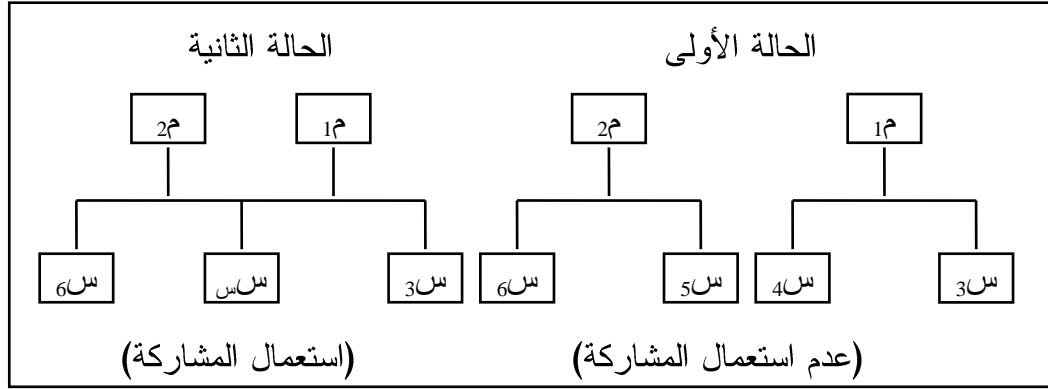 الحالة الأولى
الحالة الثانية
م1
م2
م1
م2
س3
س4
س5
س6
س3
سس
س6
(عدم استعمال المشاركة)
(استعمال المشاركة)